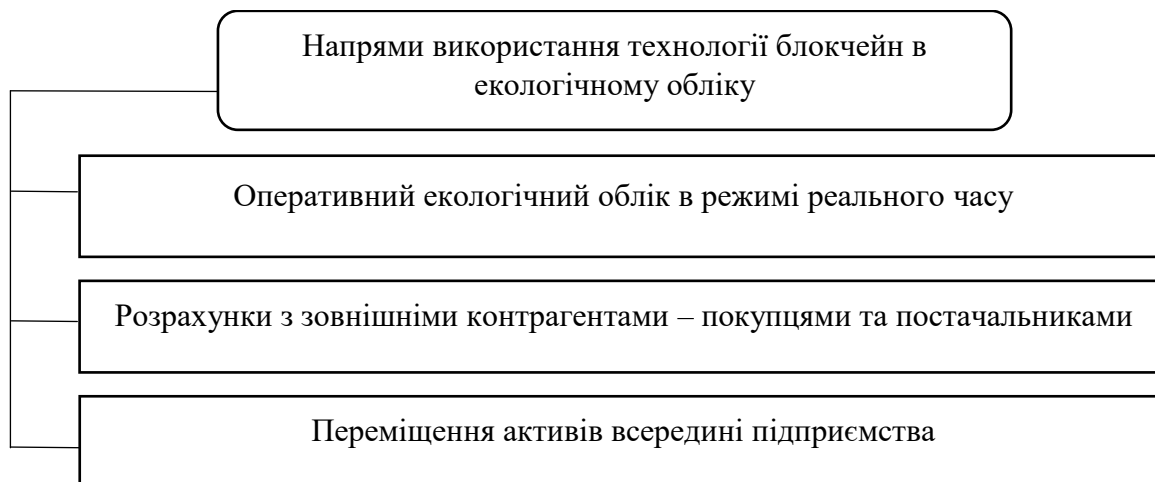 Напрями використання технології блокчейн в
екологічному обліку
Оперативний екологічний облік в режимі реального часу
Розрахунки з зовнішніми контрагентами – покупцями та постачальниками
Переміщення активів всередині підприємства